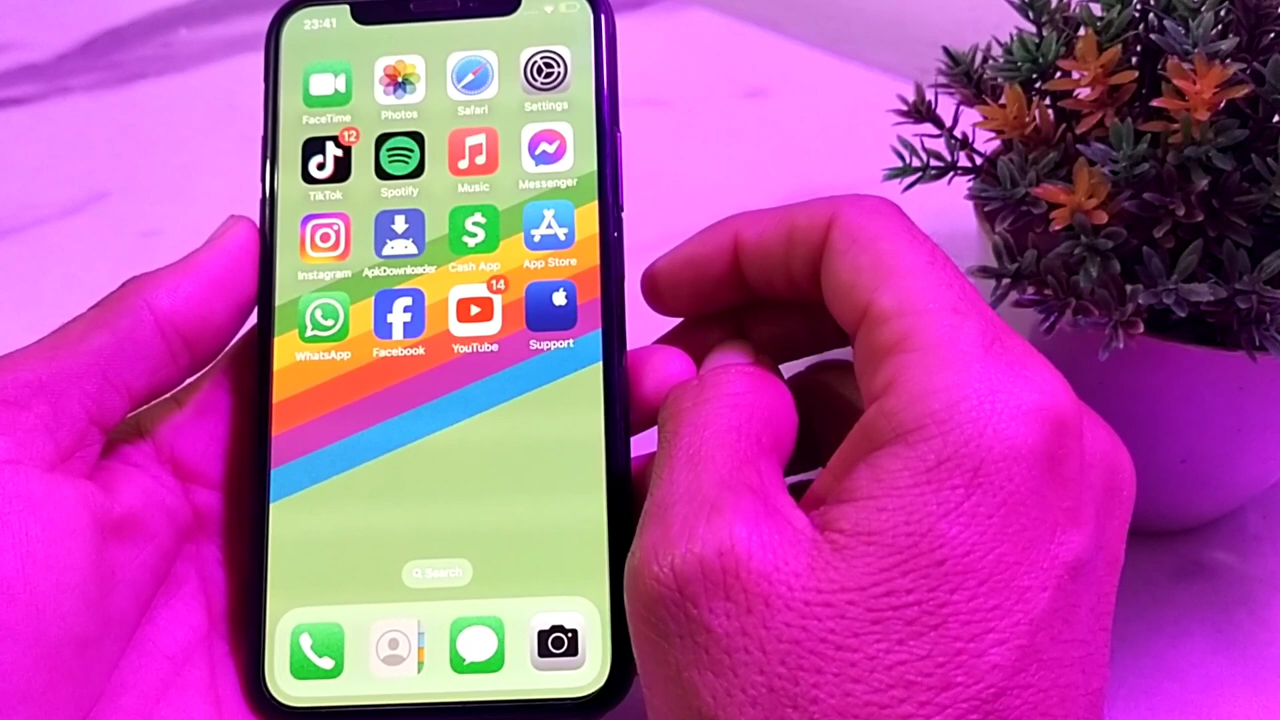 23:41
FaceTime
Photos
Safari
Settings
12
TikTok
Spotify
Music
Messenger
Instagram
ApkDownloader
$
Cash App
App Store
WhatsApp
f
Facebook
14
YouTube
Support
Search